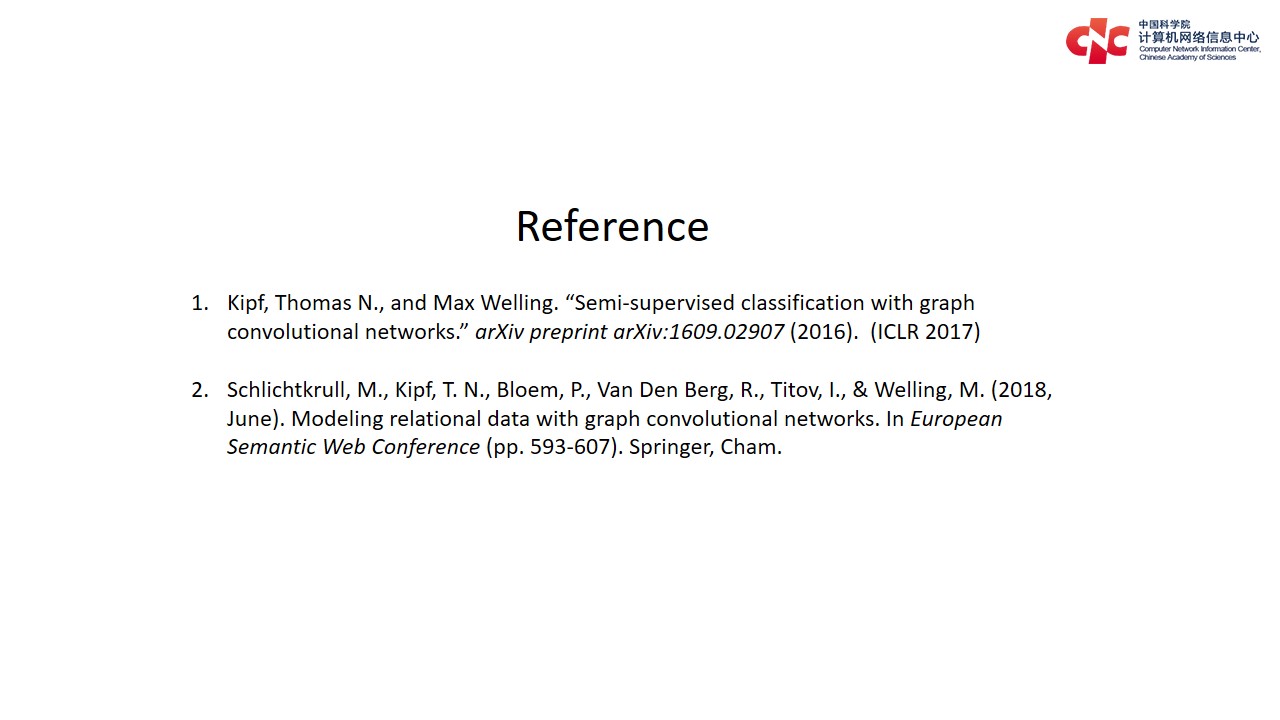 中国科学院
计算机网络信息中心
Computer Network Information Center,
Chinese Academy of Sciences
Reference
1. Kipf, Thomas N., and Max Welling. “Semi-supervised classification with graph
convolutional networks.” arXiv preprint arXiv:1609.02907 (2016).  (ICLR 2017)
2. Schlichtkrull, M., Kipf, T. N., Bloem, P., Van Den Berg, R., Titov, I., & Welling, M. (2018,
June). Modeling relational data with graph convolutional networks. In European
Semantic Web Conference (pp. 593-607). Springer, Cham.